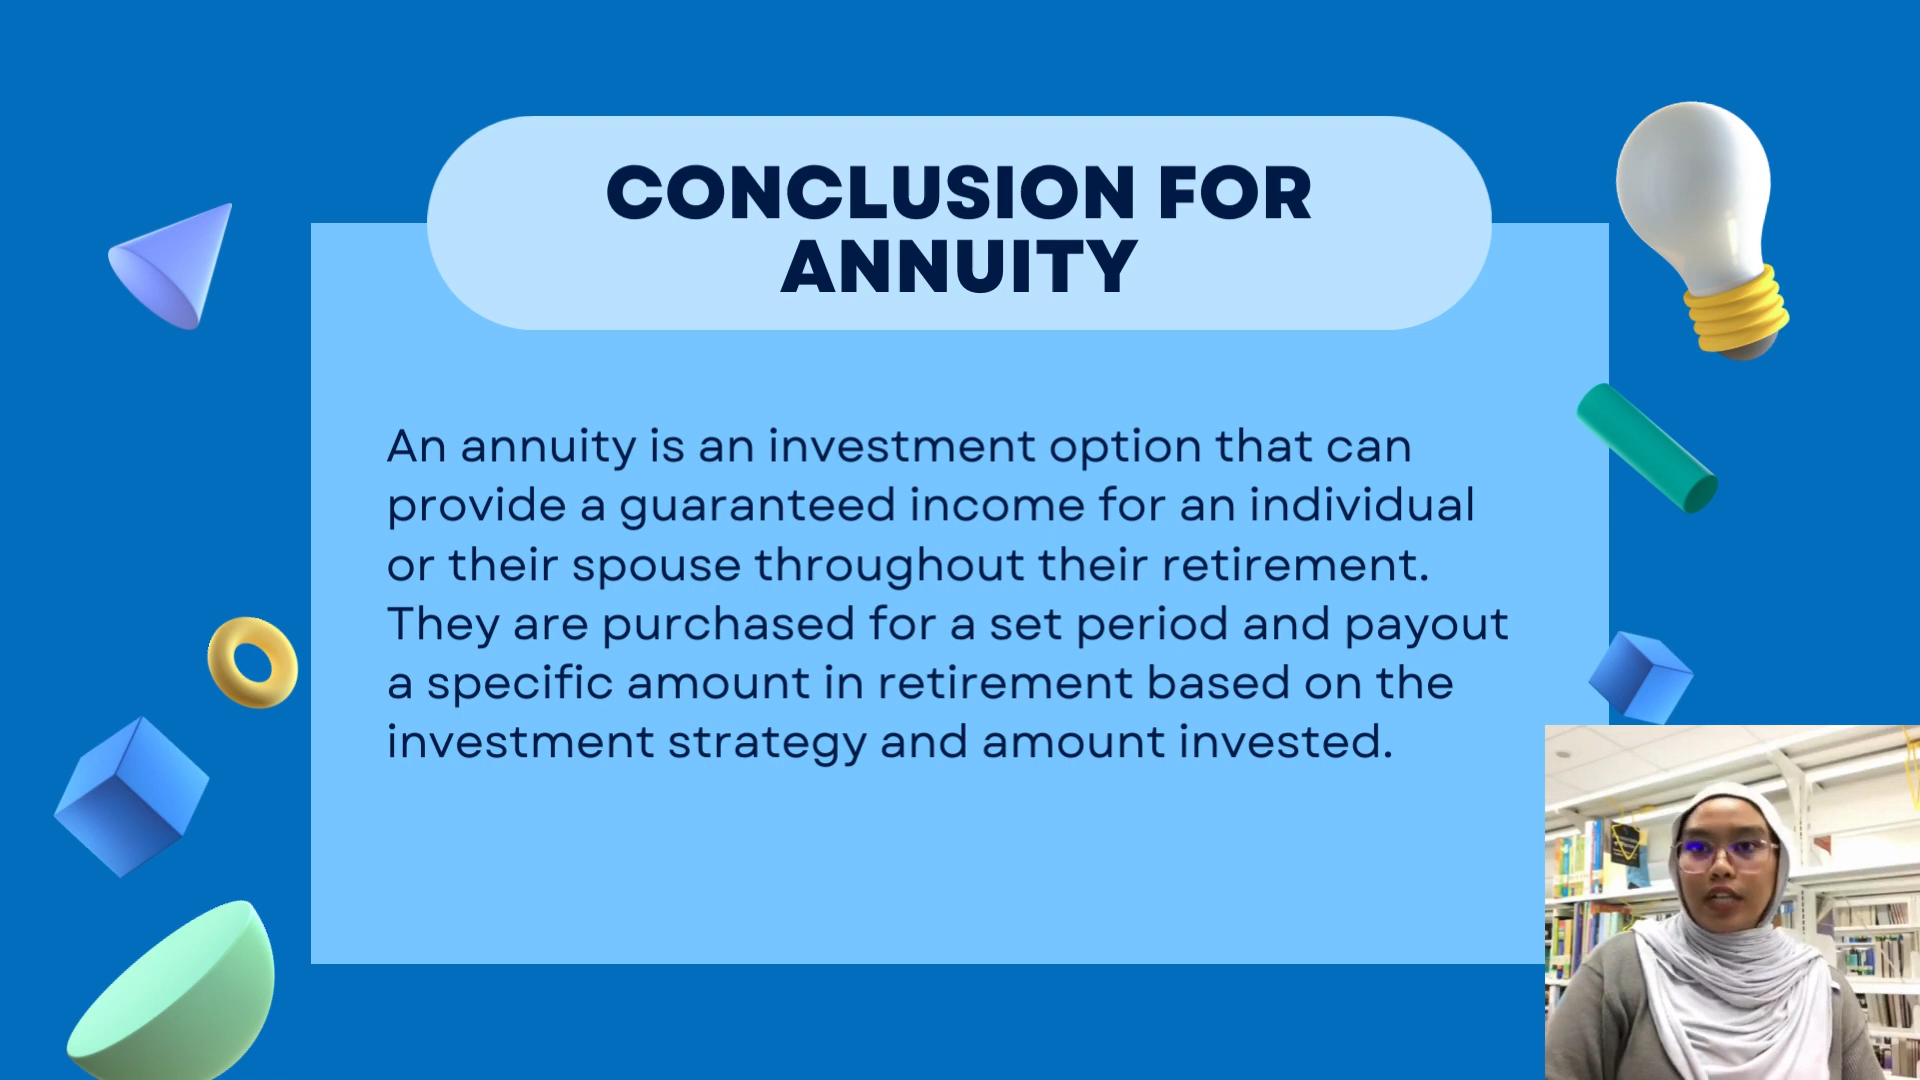 CONCLUSION FOR
ANNUITY
An annuity is an investment option that can
provide a guaranteed income for an individual
or their spouse throughout their retirement.
They are purchased for a set period and payout
a specific amount in retirement based on the
investment strategy and amount invested.